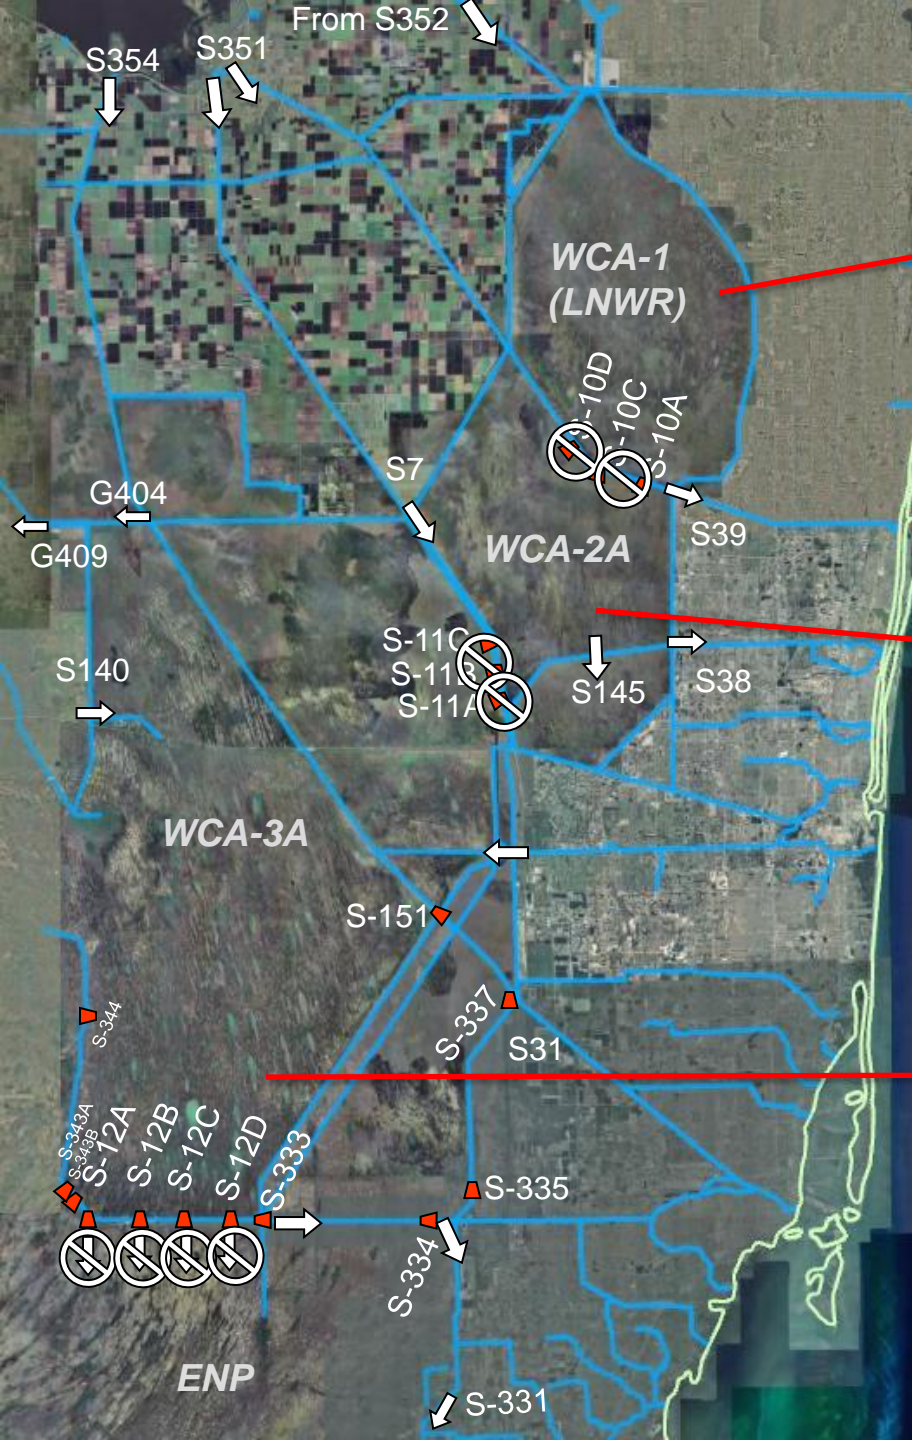 From S352
S351
S354
WCA-1
(LNWR)
S-10D
S-10C
S-10A
S7
G404
S39
WCA-2A
G409
S-11C
S-11B
S140
S145
S38
S-11A
WCA-3A
S-151
S-344
S-337
S31
S-343A
S-343B
S-12A
S-12B
S-12C
S-12D
S-333
S-335
S-334
ENP
S-331